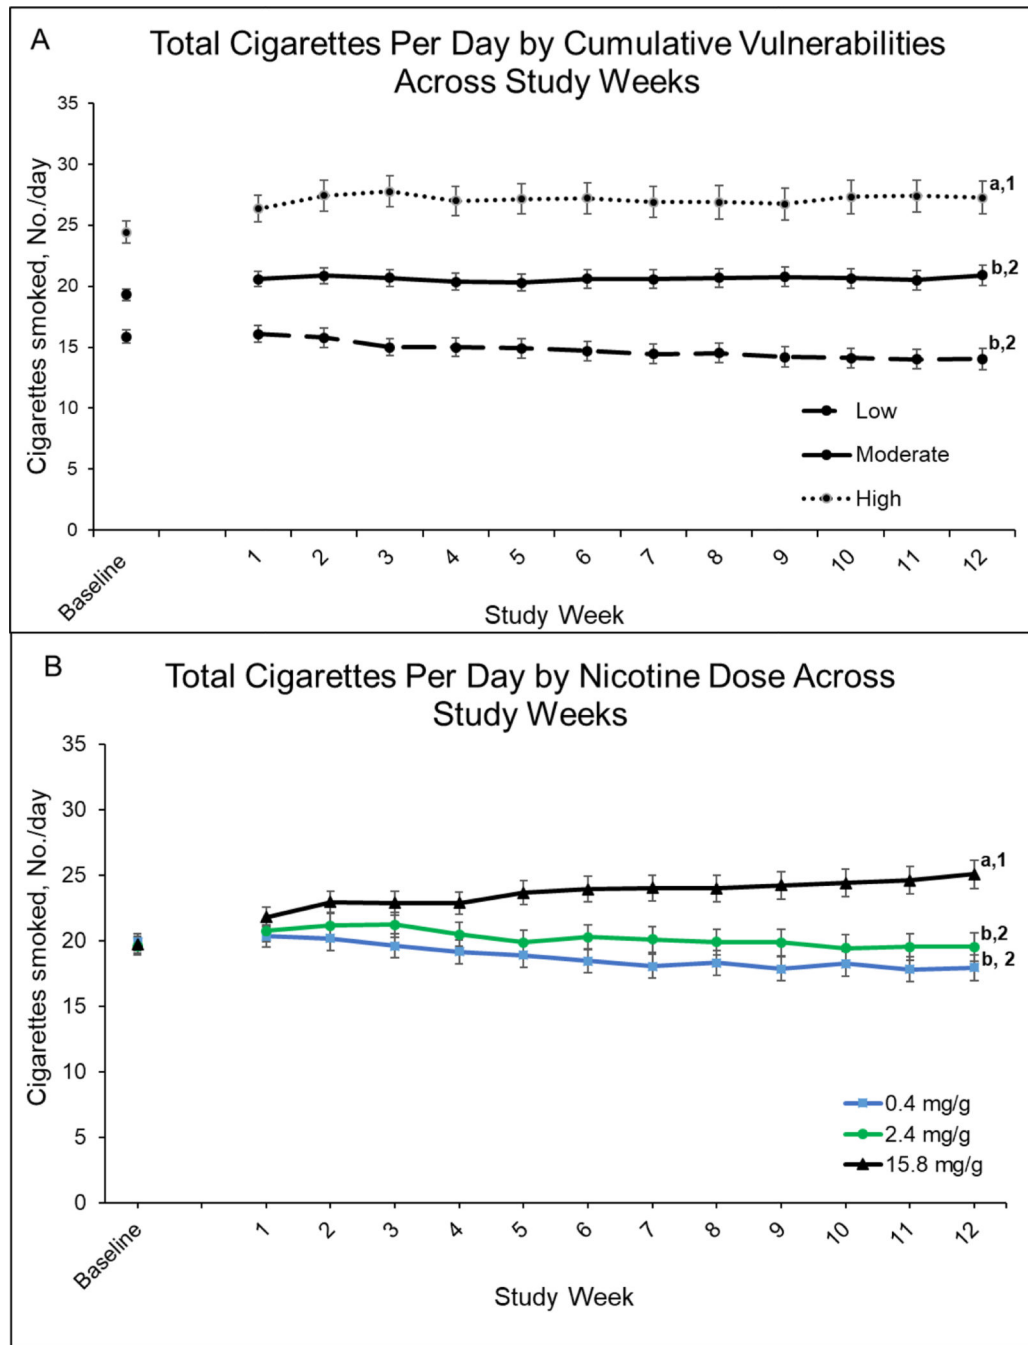 A
Total Cigarettes Per Day by Cumulative Vulnerabilities
Across Study Weeks
Cigarettes smoked, No./day
35
30
25
20
15
10
5
0
a,1
b,2
b,2
Low
Moderate
High
Baseline
1
2
3
4
5
6
7
8
9
10
11
12
Study Week
B
Total Cigarettes Per Day by Nicotine Dose Across
Study Weeks
Cigarettes smoked, No./day
35
30
25
20
15
10
5
0
a,1
b,2
b, 2
0.4 mg/g
2.4 mg/g
15.8 mg/g
Baseline
1
2
3
4
5
6
7
8
9
10
11
12
Study Week